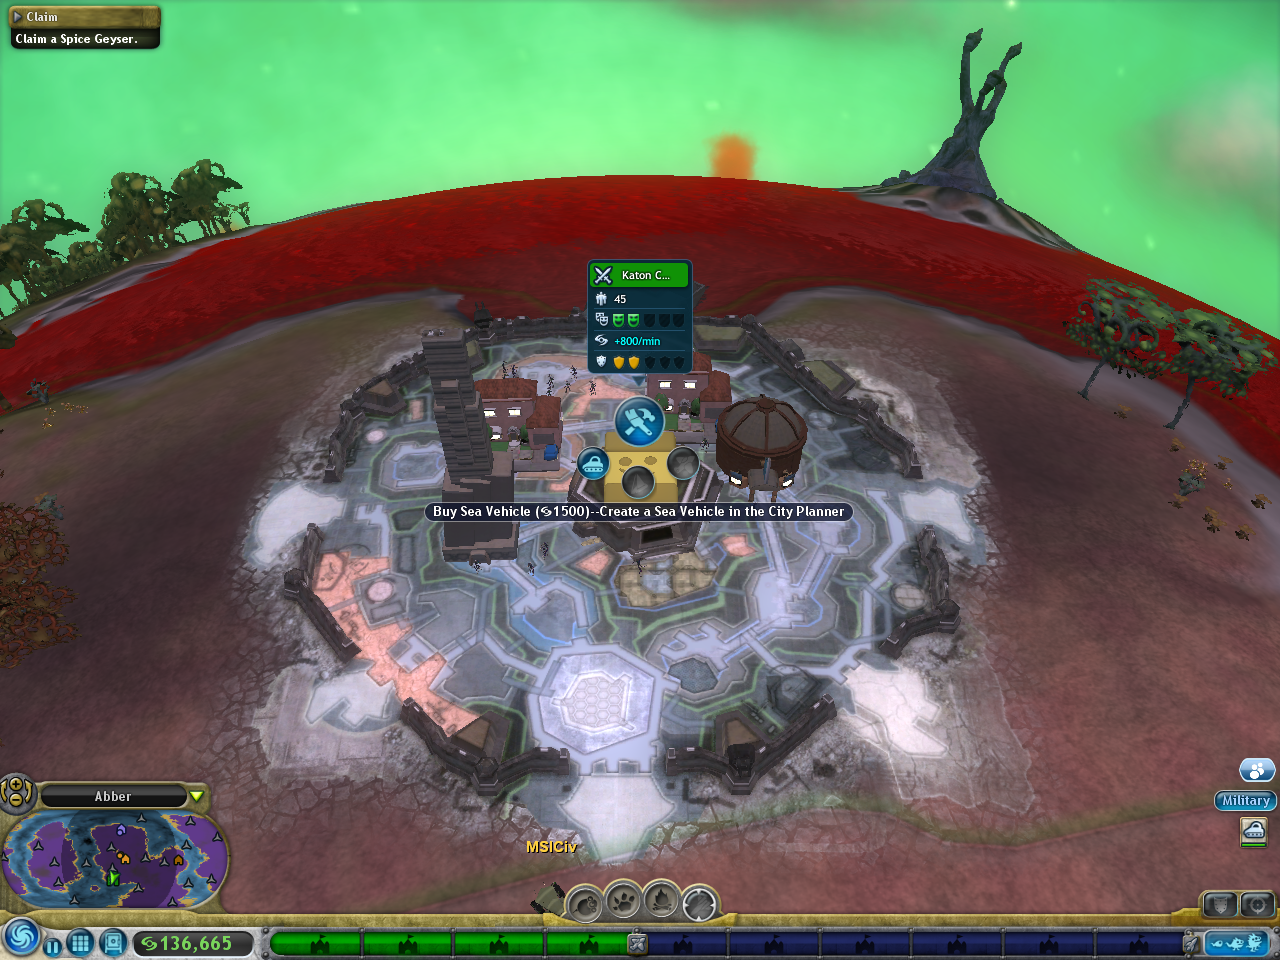 Claim
Claim a Spice Geyser.
Katon C...
45
+800/min
Buy Sea Vehicle (1500)--Create a Sea Vehicle in the City Planner
MSICiv
Military
Abber
136,665